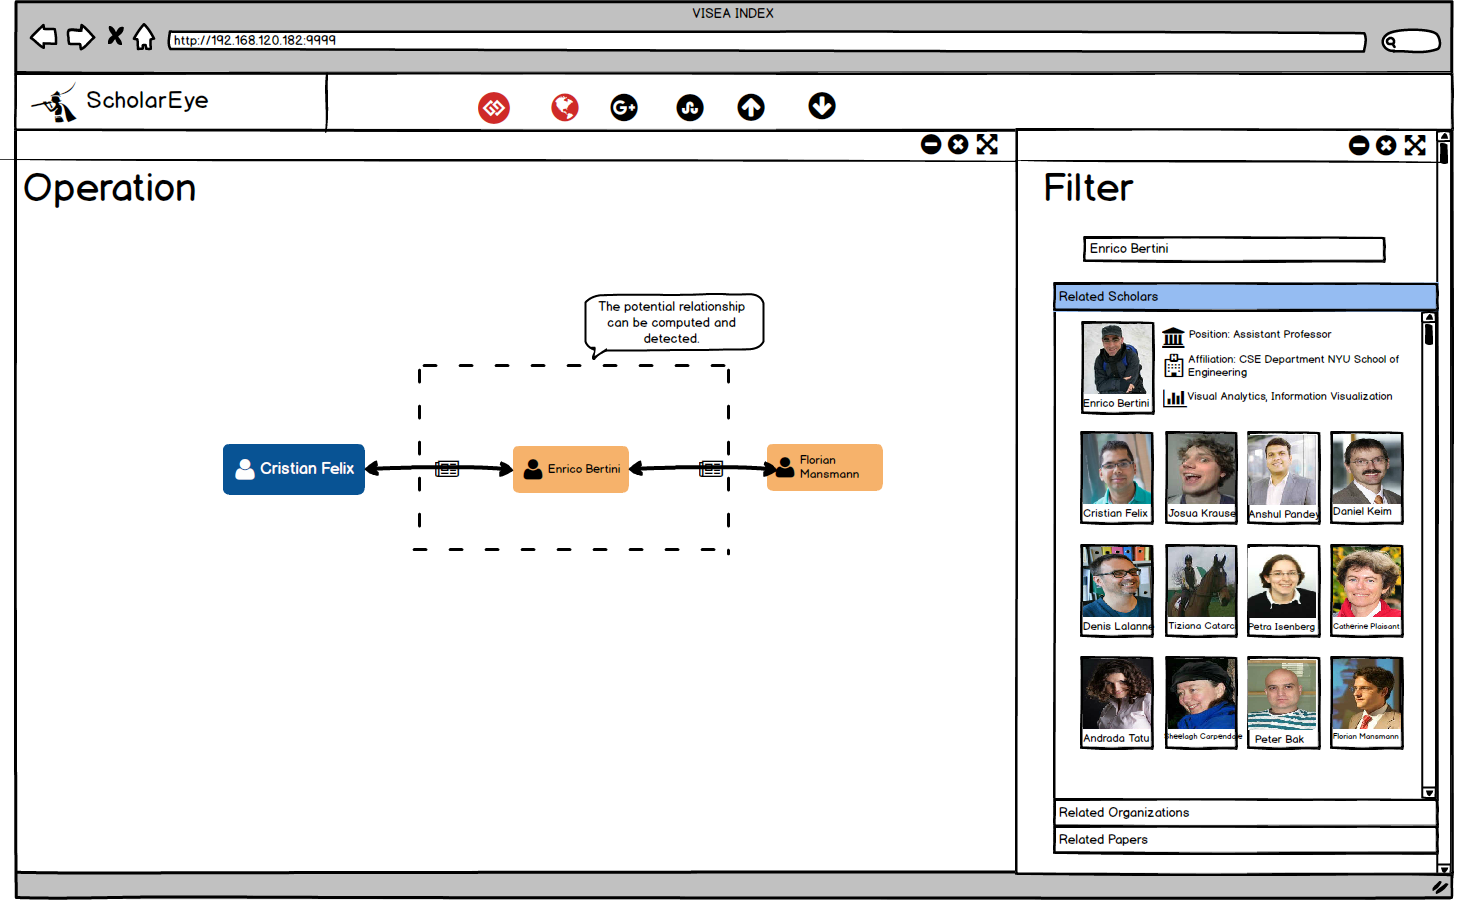 VISEA INDEX
http://192.168.120.182:9999
ScholarEye
Operation
The potential relationship
can be computed and
detected.
Cristian Felix
Enrico Bertini
Florian
Mansmann
Filter
Enrico Bertini
Related Scholars
Position: Assistant Professor
Affiliation: CSE Department NYU School of
Engineering
Visual Analytics, Information Visualization
Enrico Bertini
Cristian Felix
Josua Krause
Anshul Pandey
Daniel Keim
Denis Lalanne
Tiziana Catarc
Petra Isenberg
Catherine Plaisant
Andrada Tatu
Sheelagh Carpendale
Peter Bak
Florian Mansmann
Related Organizations
Related Papers